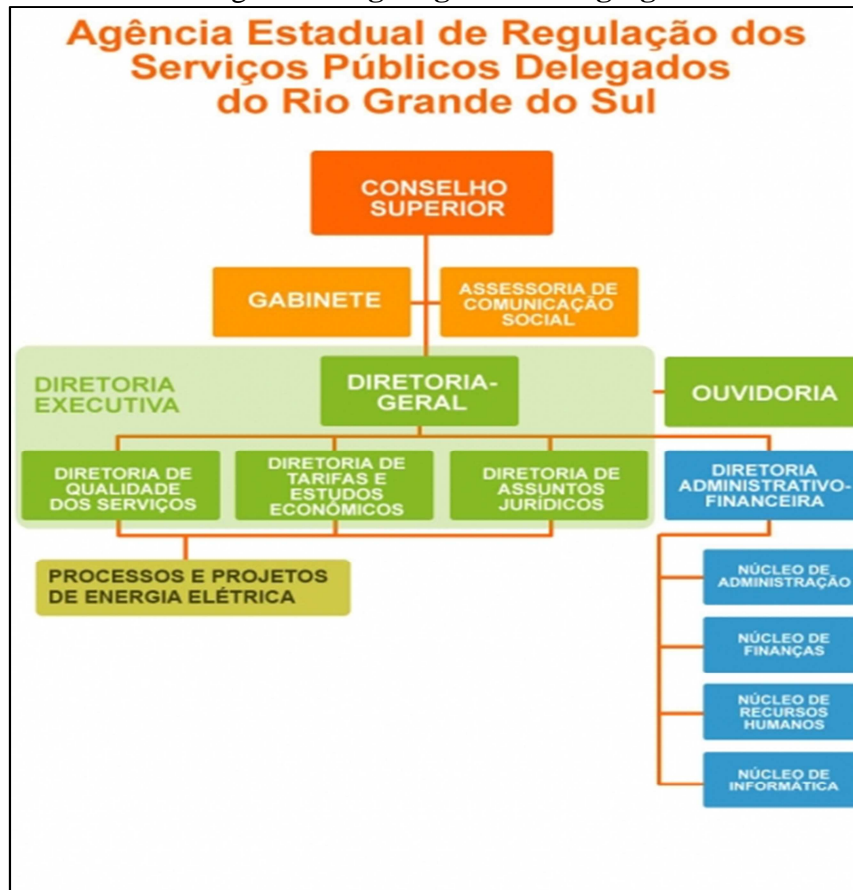 Agência Estadual de Regulação dos
Serviços Públicos Delegados
do Rio Grande do Sul
CONSELHO
SUPERIOR
GABINETE
ASSESSORIA DE
COMUNICAÇÃO
SOCIAL
DIRETORIA
EXECUTIVA
DIRETORIA-
GERAL
OUVIDORIA
DIRETORIA DE
QUALIDADE
DOS SERVIÇOS
DIRETORIA DE
TARIFAS E
ESTUDOS
ECONÔMICOS
DIRETORIA DE
ASSUNTOS
JURÍDICOS
DIRETORIA
ADMINISTRATIVO-
FINANCEIRA
PROCESSOS E PROJETOS
DE ENERGIA ELÉTRICA
NÚCLEO DE
ADMINISTRAÇÃO
NÚCLEO DE
FINANÇAS
NÚCLEO DE
RECURSOS
HUMANOS
NÚCLEO DE
INFORMÁTICA